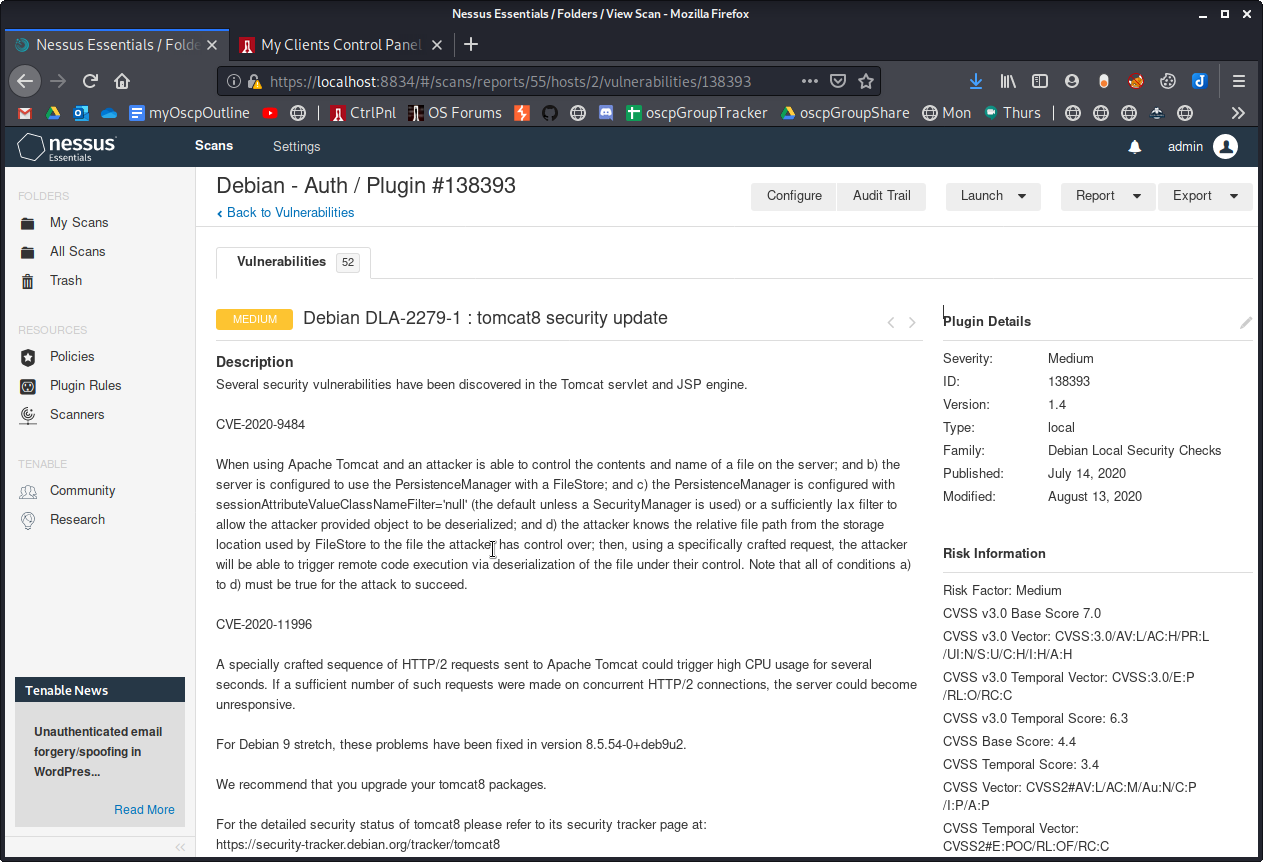 Nessus Essentials / Folders / View Scan - Mozilla Firefox
Nessus Essentials / Folde
My Clients Control Panel
https://localhost:8834/#/scans/reports/55/hosts/2/vulnerabilities/138393
myOscpOutline
CtrlPnl
OS Forums
oscpGroupTracker
oscpGroupShare
Mon
Thurs
nessus
Essentials
Scans
Settings
admin
FOLDERS
My Scans
All Scans
Trash
RESOURCES
Policies
Plugin Rules
Scanners
TENABLE
Community
Research
Tenable News
Unauthenticated email
forgery/spoofing in
WordPres...
Read More
Debian - Auth / Plugin #138393
Back to Vulnerabilities
Configure
Audit Trail
Launch
Report
Export
Vulnerabilities 52
MEDIUM
Debian DLA-2279-1 : tomcat8 security update
Description
Several security vulnerabilities have been discovered in the Tomcat servlet and JSP engine.
CVE-2020-9484
When using Apache Tomcat and an attacker is able to control the contents and name of a file on the server; and b) the
server is configured to use the PersistenceManager with a FileStore; and c) the PersistenceManager is configured with
sessionAttributeValueClassNameFilter='null' (the default unless a SecurityManager is used) or a sufficiently lax filter to
allow the attacker provided object to be deserialized; and d) the attacker knows the relative file path from the storage
location used by FileStore to the file the attacker has control over; then, using a specifically crafted request, the attacker
will be able to trigger remote code execution via deserialization of the file under their control. Note that all of conditions a)
to d) must be true for the attack to succeed.
CVE-2020-11996
A specially crafted sequence of HTTP/2 requests sent to Apache Tomcat could trigger high CPU usage for several
seconds. If a sufficient number of such requests were made on concurrent HTTP/2 connections, the server could become
unresponsive.
For Debian 9 stretch, these problems have been fixed in version 8.5.54-0+deb9u2.
We recommend that you upgrade your tomcat8 packages.
For the detailed security status of tomcat8 please refer to its security tracker page at:
https://security-tracker.debian.org/tracker/tomcat8
Plugin Details
Severity: Medium
ID: 138393
Version: 1.4
Type: local
Family: Debian Local Security Checks
Published: July 14, 2020
Modified: August 13, 2020
Risk Information
Risk Factor: Medium
CVSS v3.0 Base Score 7.0
CVSS v3.0 Vector: CVSS:3.0/AV:L/AC:H/PR:L
/UI:N/S:U/C:H/I:H/A:H
CVSS v3.0 Temporal Vector: CVSS:3.0/E:P
/RL:O/RC:C
CVSS v3.0 Temporal Score: 6.3
CVSS Base Score: 4.4
CVSS Temporal Score: 3.4
CVSS Vector: CVSS2#AV:L/AC:M/Au:N/C:P
/I:P/A:P
CVSS Temporal Vector:
CVSS2#E:POC/RL:OF/RC:C